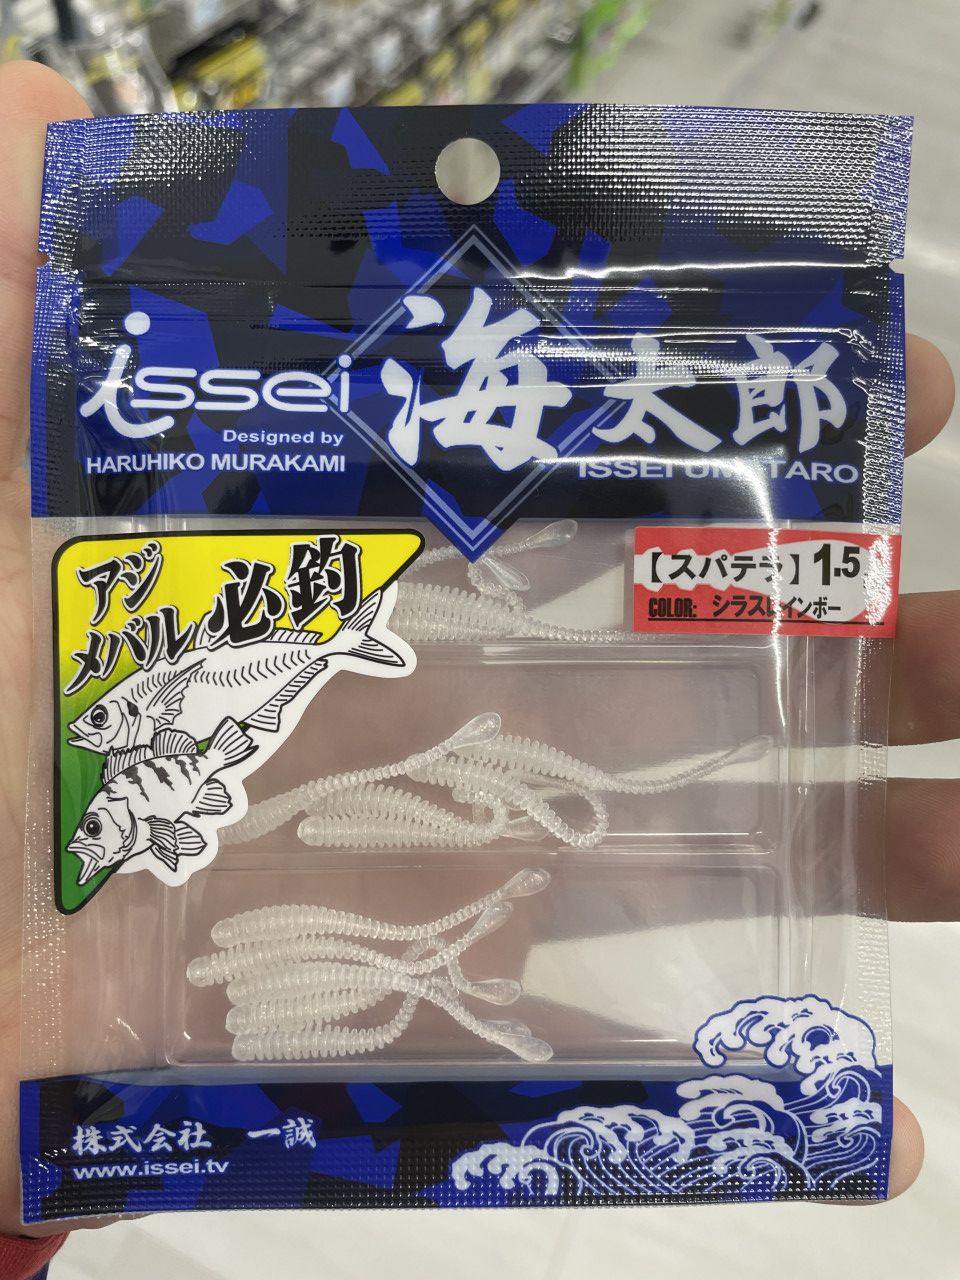 issei
海太郎
Designed by
HARUHIKO MURAKAMI
ISSEI UMITARO
アジ
メバル 必釣
【スパテラ】1.5
COLOR: シラスレインボー
株式会社 一誠
www.issei.tv